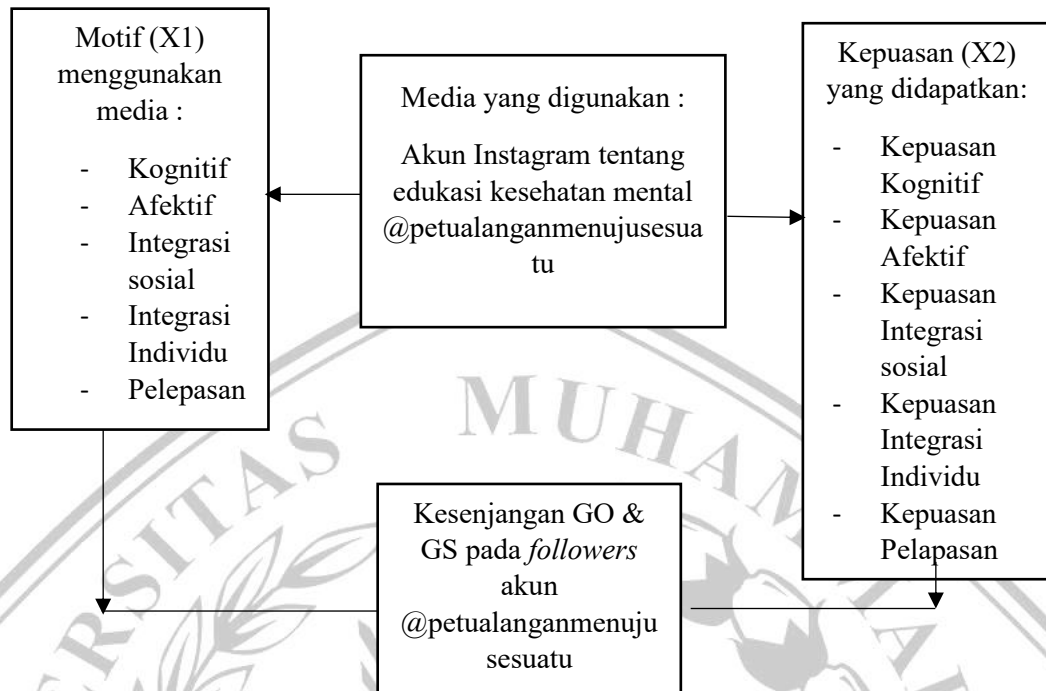 Motif (X1)
menggunakan
media :
- Kognitif
- Afektif
- Integrasi
sosial
- Integrasi
Individu
- Pelepasan
Media yang digunakan :
Akun Instagram tentang
edukasi kesehatan mental
@petualanganmenujusesua
tu
Kepuasan (X2)
yang didapatkan:
- Kepuasan
Kognitif
- Kepuasan
Afektif
- Kepuasan
Integrasi
sosial
- Kepuasan
Integrasi
Individu
- Kepuasan
Pelapasan
Kesenjangan GO &
GS pada followers
akun
@petualanganmenuju
sesuatu
ERSITAS MUHAM